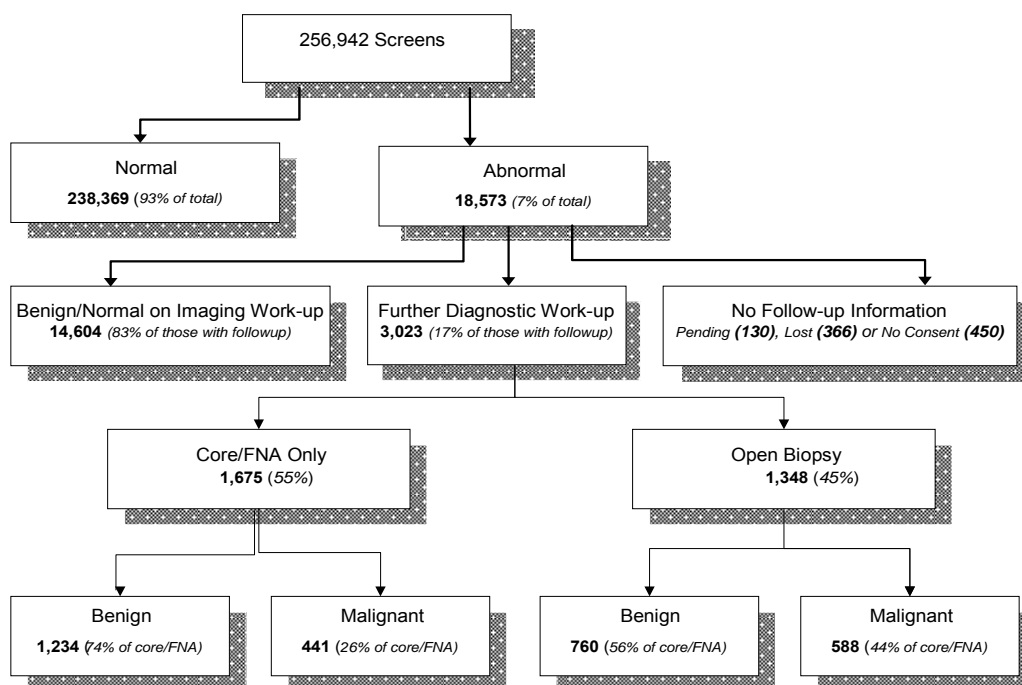 256,942 Screens
Normal
238,369 (93% of total)
Abnormal
18,573 (7% of total)
Benign/Normal on Imaging Work-up
14,604 (83% of those with followup)
Further Diagnostic Work-up
3,023 (17% of those with followup)
No Follow-up Information
Pending (130), Lost (366) or No Consent (450)
Core/FNA Only
1,675 (55%)
Open Biopsy
1,348 (45%)
Benign
1,234 (74% of core/FNA)
Malignant
441 (26% of core/FNA)
Benign
760 (56% of core/FNA)
Malignant
588 (44% of core/FNA)